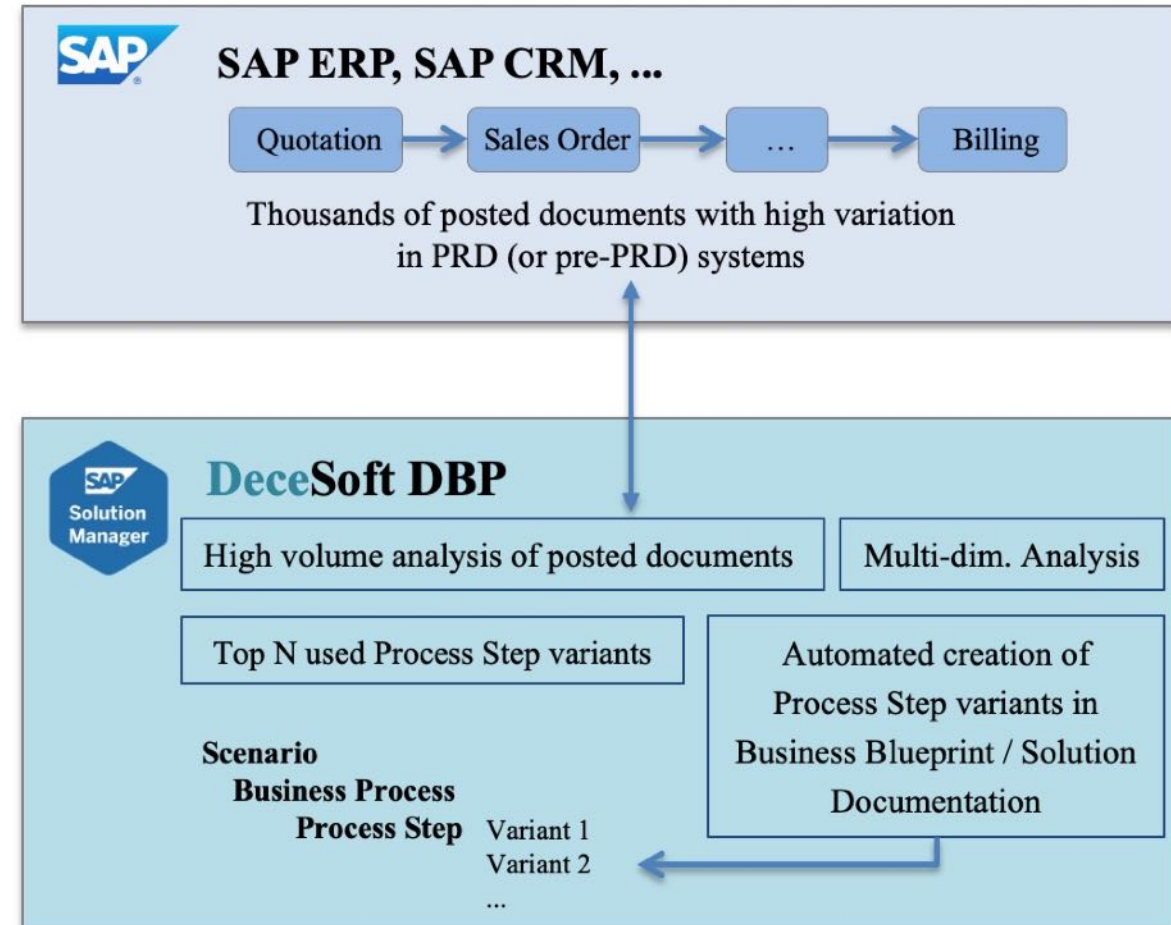 SAP
SAP ERP, SAP CRM, ...
Quotation
Sales Order
...
Billing
Thousands of posted documents with high variation
in PRD (or pre-PRD) systems
SAP
Solution
Manager
DeceSoft DBP
High volume analysis of posted documents
Multi-dim. Analysis
Top N used Process Step variants
Automated creation of
Process Step variants in
Business Blueprint / Solution
Documentation
Scenario
Business Process
Process Step Variant 1
Variant 2
...